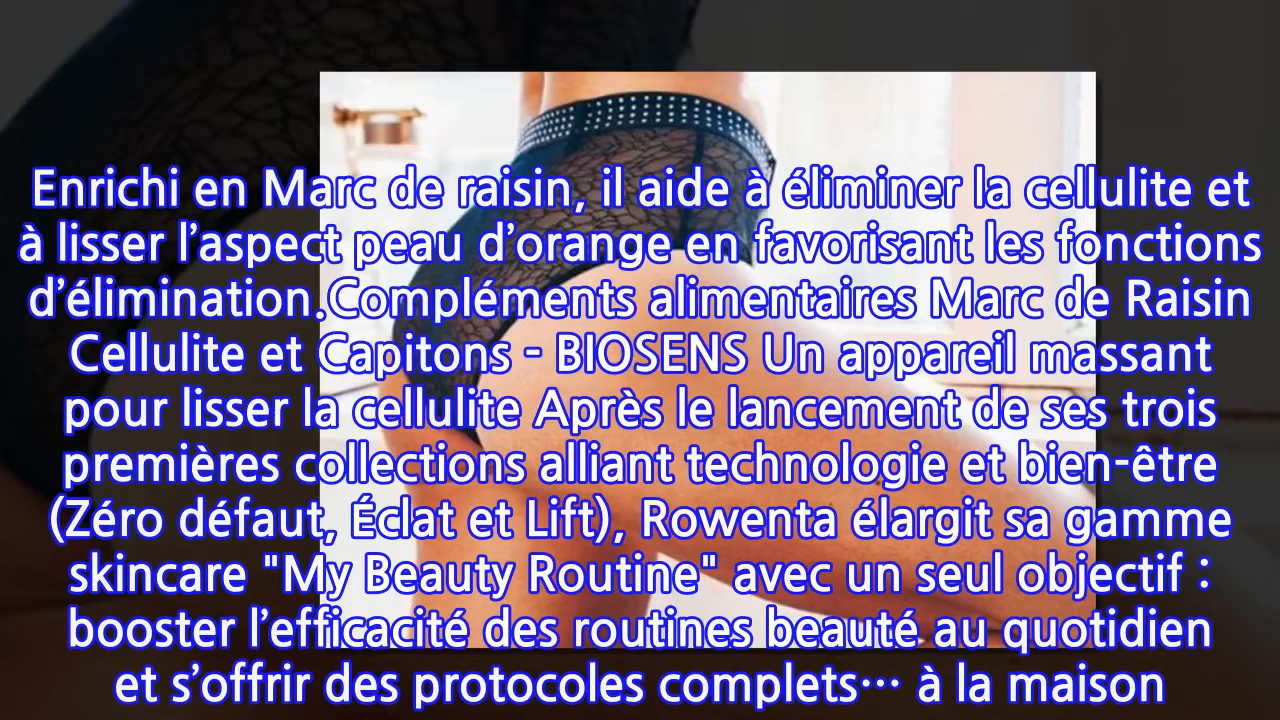 Enrichi en Marc de raisin, il aide à éliminer la cellulite et
à lisser l’aspect peau d’orange en favorisant les fonctions
d’élimination.Compléments alimentaires Marc de Raisin
Cellulite et Capitons - BIOSENS Un appareil massant
pour lisser la cellulite Après le lancement de ses trois
premières collections alliant technologie et bien-être
(Zéro défaut, Éclat et Lift), Rowenta élargit sa gamme
skincare "My Beauty Routine" avec un seul objectif :
booster l’efficacité des routines beauté au quotidien
et s’offrir des protocoles complets··· à la maison